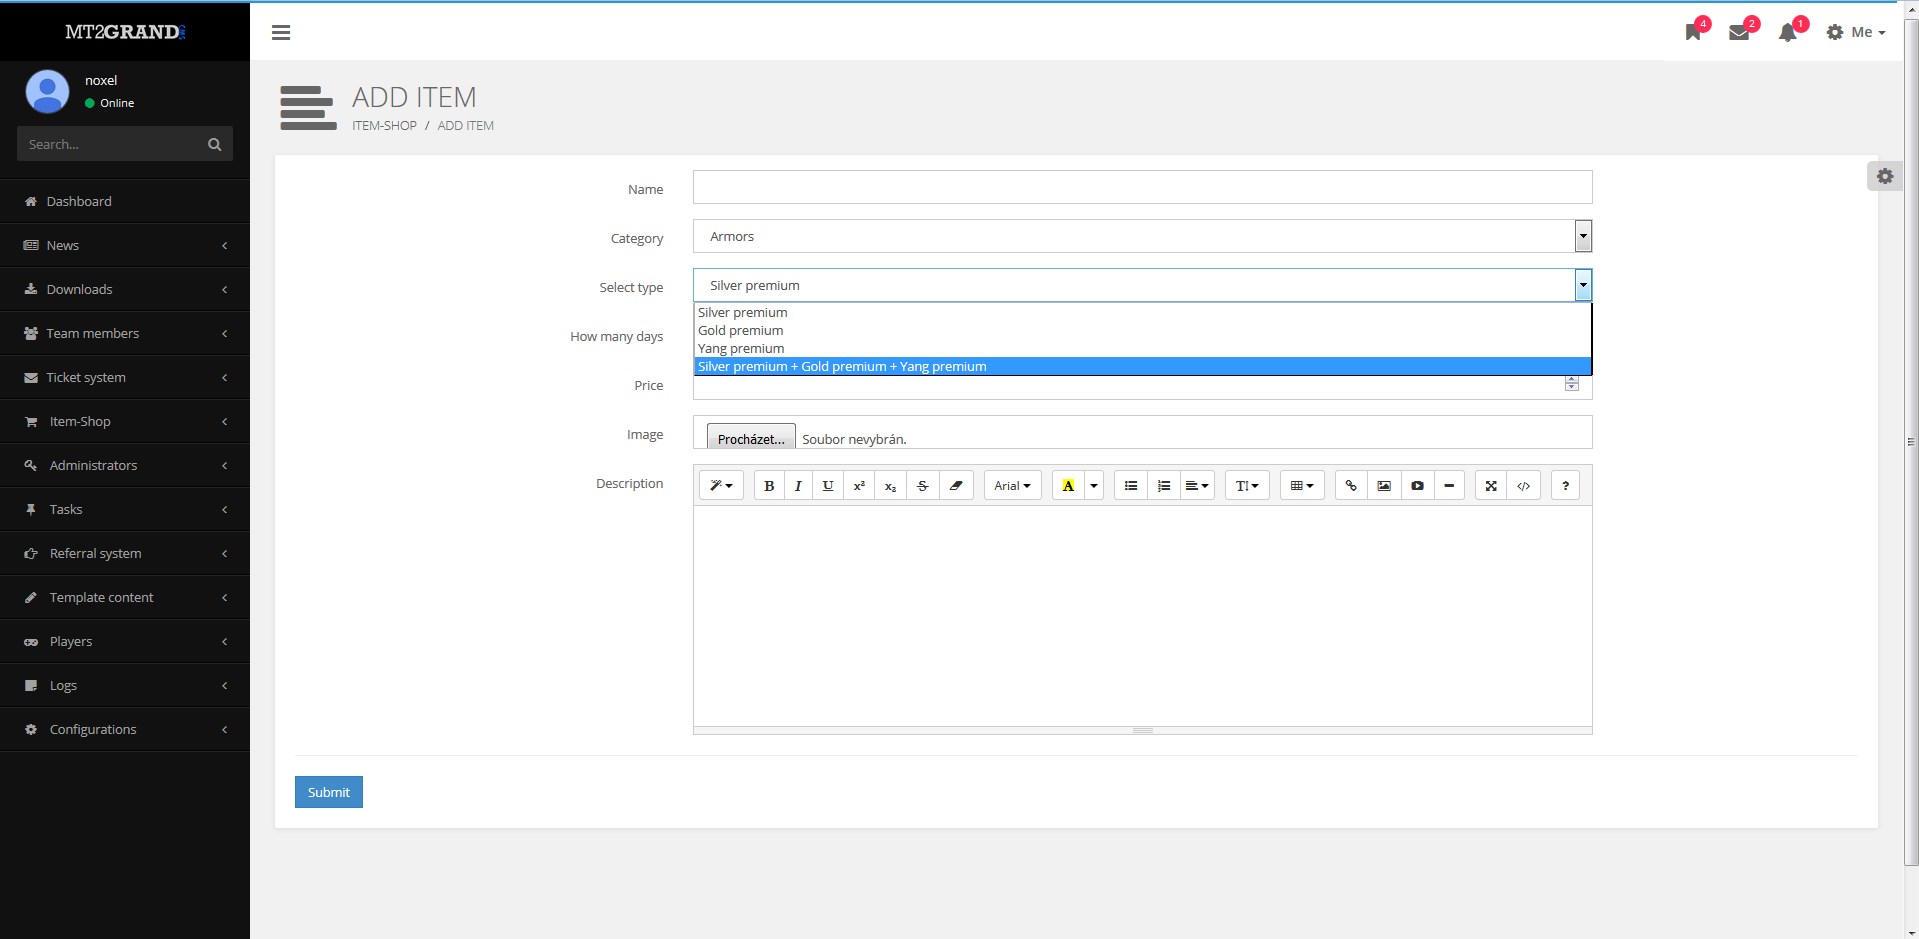 MT2GRAND
noxel
Online
Search...
Dashboard
News
Downloads
Team members
Ticket system
Item-Shop
Administrators
Tasks
Referral system
Template content
Players
Logs
Configurations
4
2
1
Me
ADD ITEM
ITEM-SHOP / ADD ITEM
Name
Category
Armors
Select type
Silver premium
Silver premium
Gold premium
Yang premium
Silver premium + Gold premium + Yang premium
How many days
Price
Image
Procházet... Soubor nevybrán.
Description
B I U x² x₂ S Arial A TI </> ?
Submit